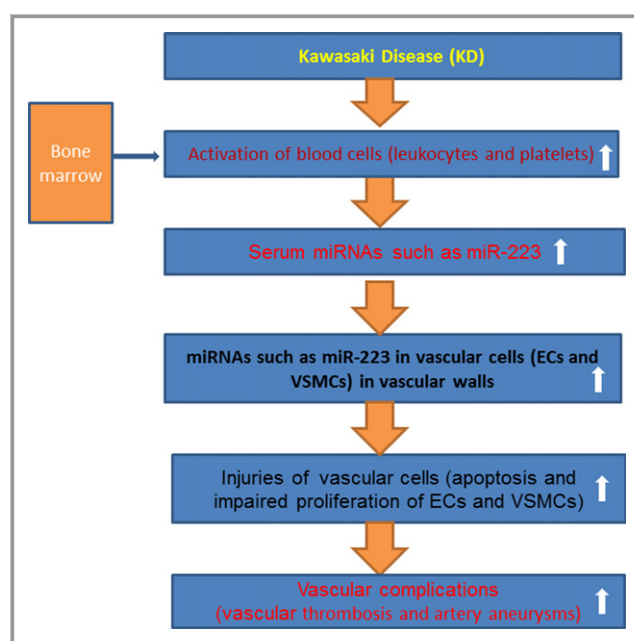 Kawasaki Disease (KD)
Bone
marrow
Activation of blood cells (leukocytes and platelets)
Serum miRNAs such as miR-223
miRNAs such as miR-223 in vascular cells (ECs and
VSMCs) in vascular walls
Injuries of vascular cells (apoptosis and
impaired proliferation of ECs and VSMCs)
Vascular complications
(vascular thrombosis and artery aneurysms)